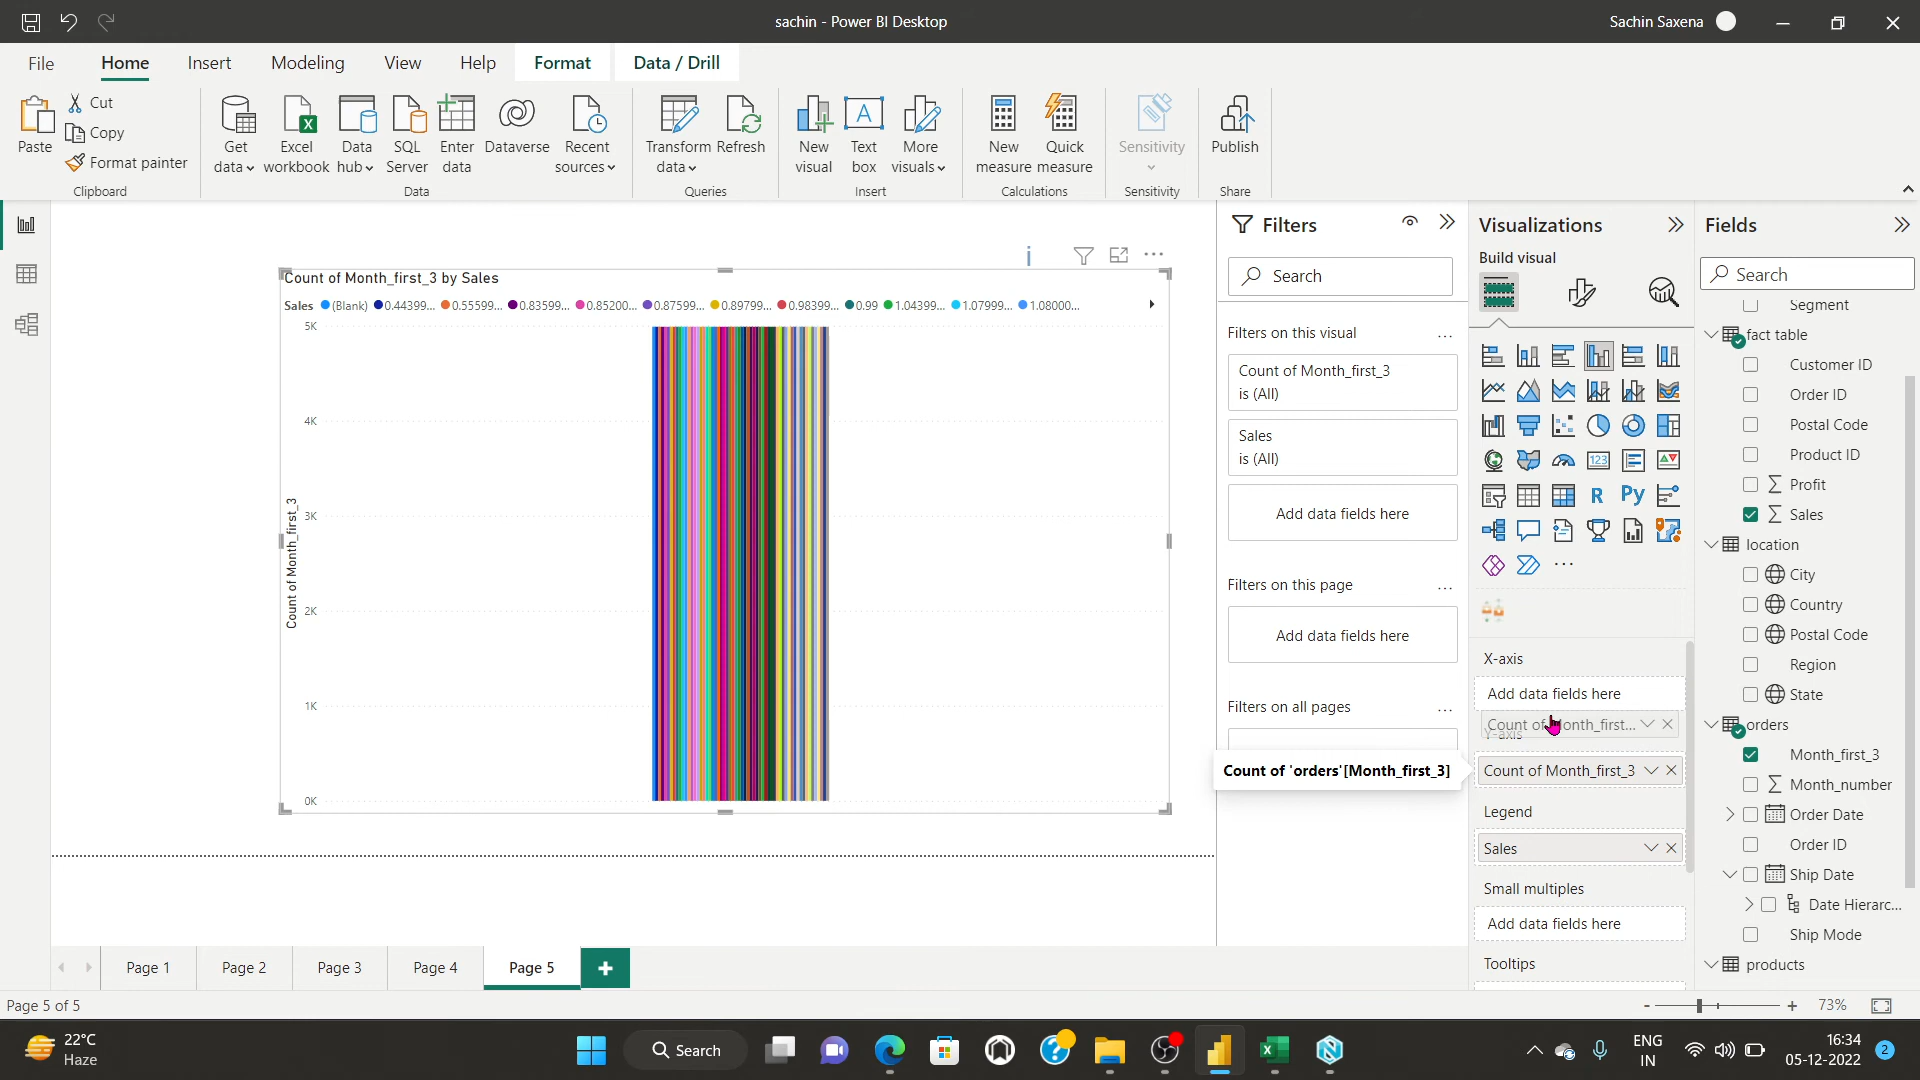 sachin - Power BI Desktop
Sachin Saxena
File
Home
Insert
Modeling
View
Help
Format
Data / Drill
Paste
Cut
Copy
Format painter
Clipboard
Get data
Excel workbook
Data hub
SQL Server
Enter data
Dataverse
Recent sources
Data
Transform data
Refresh
Queries
New visual
Text box
More visuals
Insert
New measure
Quick measure
Calculations
Sensitivity
Sensitivity
Publish
Share
Count of Month_first_3 by Sales
Sales (Blank) 0.44399... 0.55599... 0.83599... 0.85200... 0.87599... 0.89799... 0.98399... 0.99 1.04399... 1.07999... 1.08000...
5K
4K
3K
2K
1K
0K
Count of Month_first_3
Filters
Search
Filters on this visual
Count of Month_first_3
is (All)
Sales
is (All)
Add data fields here
Filters on this page
Add data fields here
Filters on all pages
Count of 'orders'[Month_first_3]
Visualizations
Build visual
123
R
Py
X-axis
Add data fields here
Count of Month_first...
Y-axis
Count of Month_first_3
Legend
Sales
Small multiples
Add data fields here
Tooltips
Fields
Search
Segment
fact table
Customer ID
Order ID
Postal Code
Product ID
Profit
Sales
location
City
Country
Postal Code
Region
State
orders
Month_first_3
Month_number
Order Date
Order ID
Ship Date
Date Hierarc...
Ship Mode
products
Page 1
Page 2
Page 3
Page 4
Page 5
Page 5 of 5
73%
22°C
Haze
Search
ENG
IN
16:34
05-12-2022
2